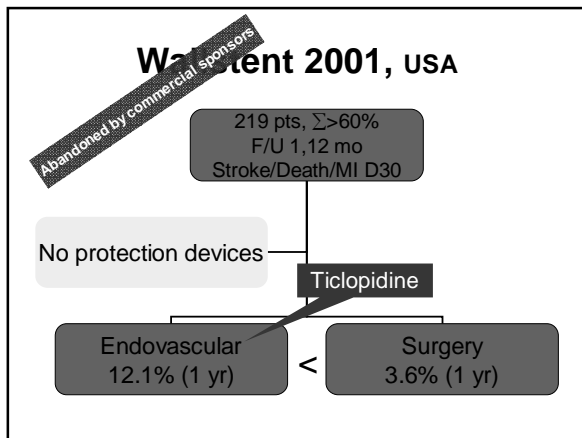 Wallstent 2001, USA
Abandoned by commercial sponsors
219 pts, Σ>60%
F/U 1,12 mo
Stroke/Death/MI D30
No protection devices
Ticlopidine
Endovascular
12.1% (1 yr)
<
Surgery
3.6% (1 yr)